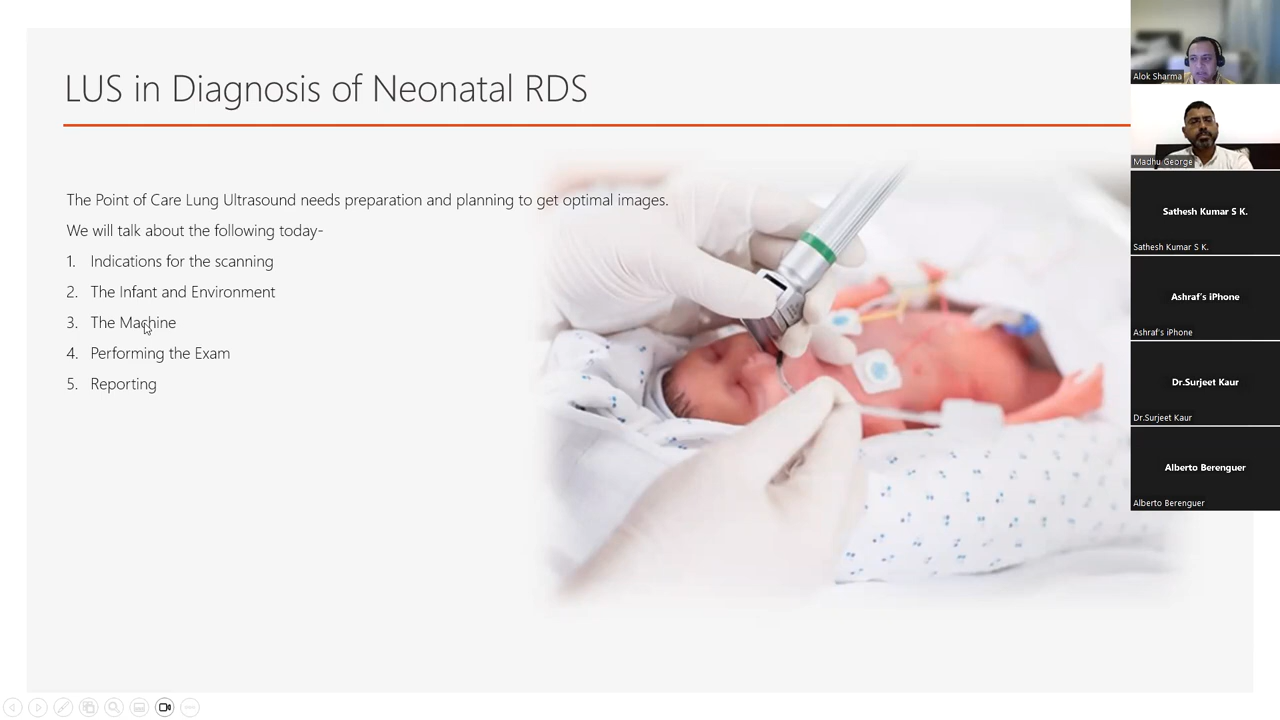 LUS in Diagnosis of Neonatal RDS
The Point of Care Lung Ultrasound needs preparation and planning to get optimal images.
We will talk about the following today-
1. Indications for the scanning
2. The Infant and Environment
3. The Machine
4. Performing the Exam
5. Reporting
Alok Sharma
Madhu George
Sathesh Kumar S K.
Sathesh Kumar S K.
Ashraf's iPhone
Ashraf's iPhone
Dr.Surjeet Kaur
Dr.Surjeet Kaur
Alberto Berenguer
Alberto Berenguer